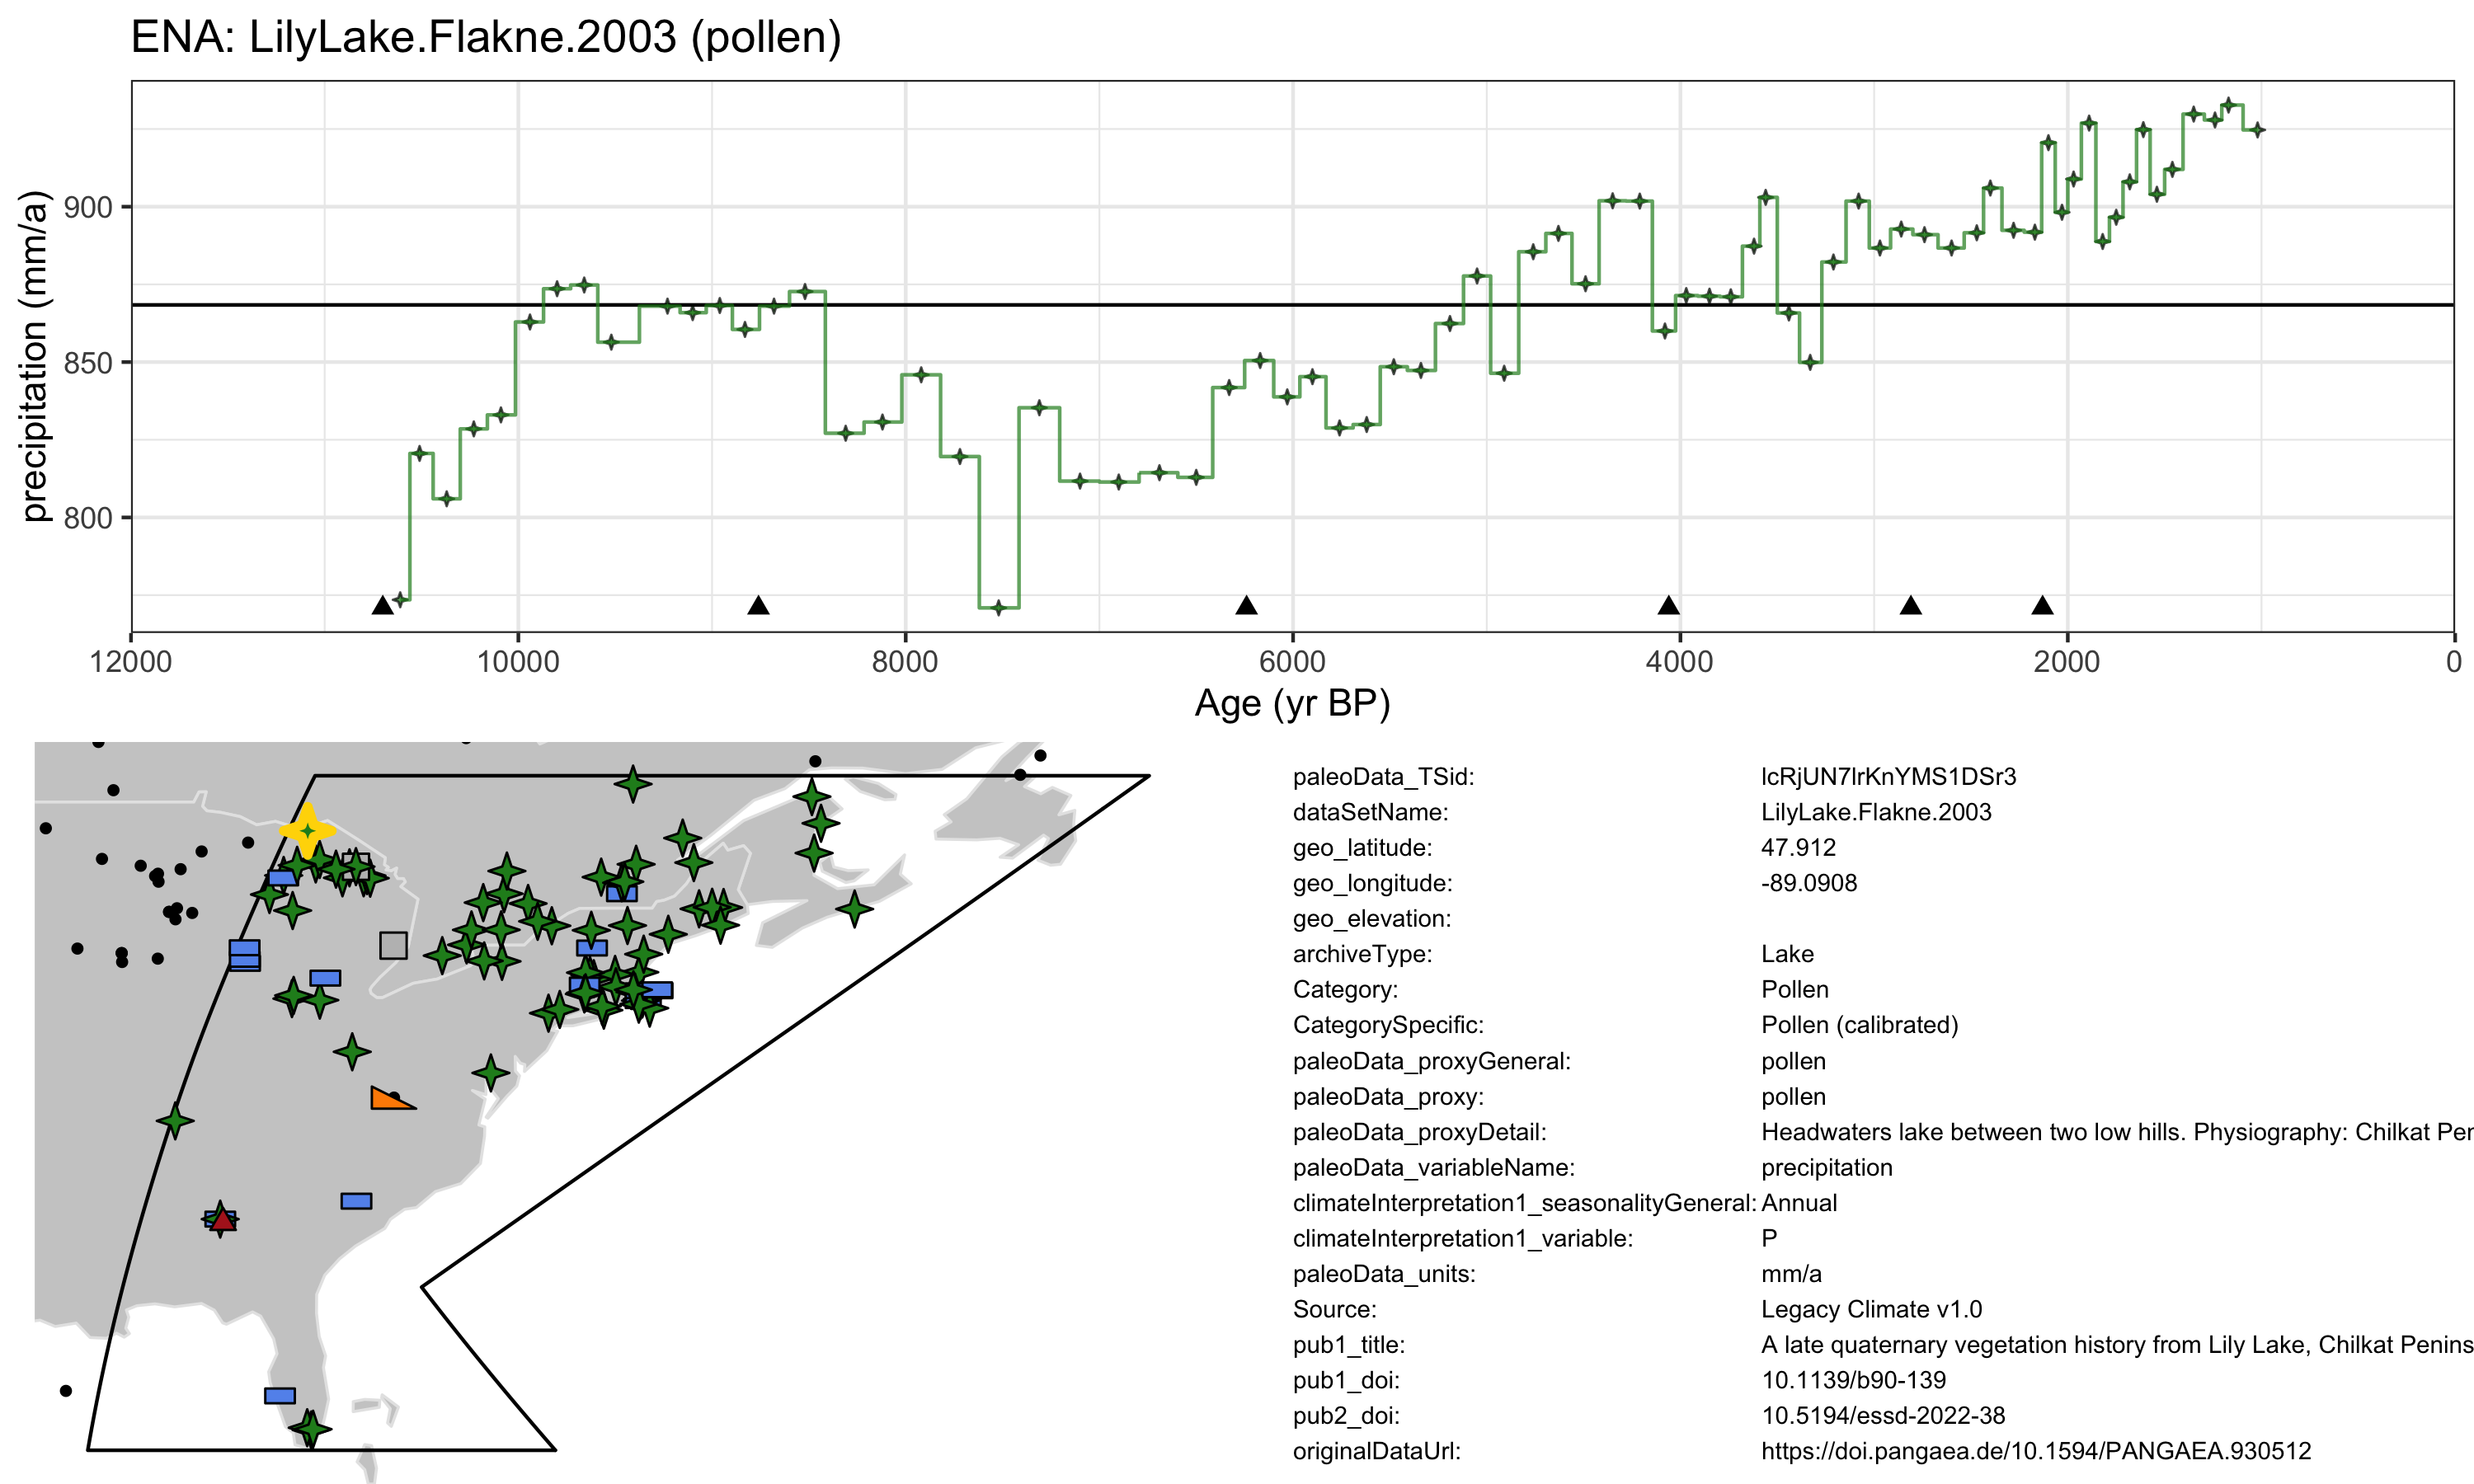 ENA: LilyLake.Flakne.2003 (pollen)
precipitation (mm/a)
900
850
800
12000 10000 8000 6000 4000 2000 0
Age (yr BP)
paleoData_TSid: lcRjUN7lrKnYMS1DSr3
dataSetName: LilyLake.Flakne.2003
geo_latitude: 47.912
geo_longitude: -89.0908
geo_elevation:
archiveType: Lake
Category: Pollen
CategorySpecific: Pollen (calibrated)
paleoData_proxyGeneral: pollen
paleoData_proxy: pollen
paleoData_proxyDetail: Headwaters lake between two low hills. Physiography: Chilkat Per
paleoData_variableName: precipitation
climateInterpretation1_seasonalityGeneral: Annual
climateInterpretation1_variable: P
paleoData_units: mm/a
Source: Legacy Climate v1.0
pub1_title: A late quaternary vegetation history from Lily Lake, Chilkat Penins
pub1_doi: 10.1139/b90-139
pub2_doi: 10.5194/essd-2022-38
originalDataUrl: https://doi.pangaea.de/10.1594/PANGAEA.930512